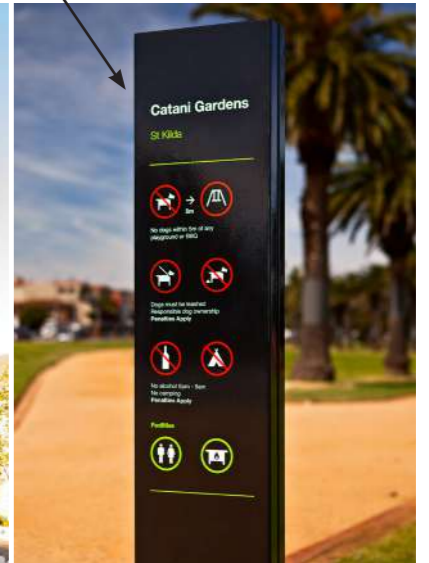 Catani Gardens
St Kilda
5m
No dogs within 5m of any
playground or BBQ
Dogs must be leashed
Responsible dog ownership
Penalties Apply
No alcohol 8pm - 9am
No camping
Penalties Apply
Facilities